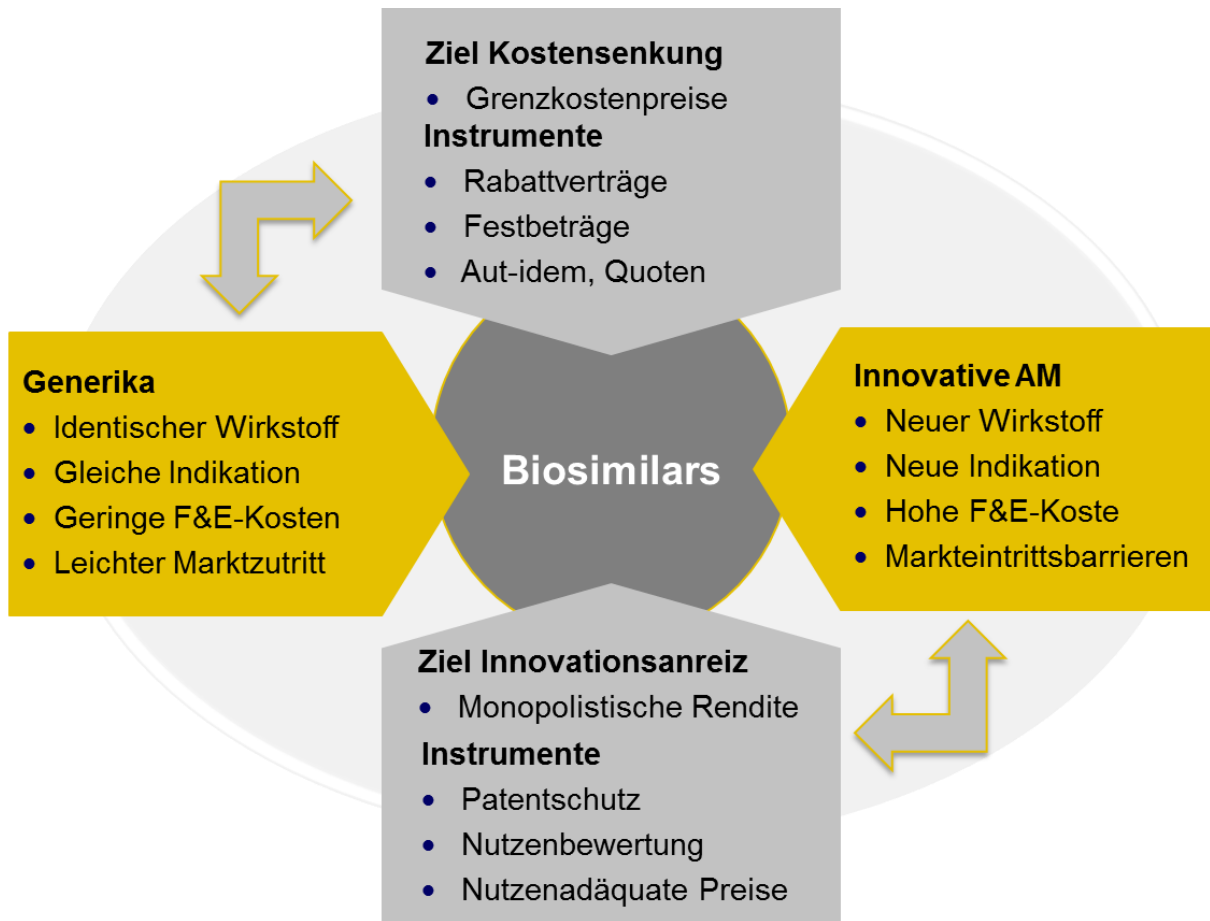 Ziel Kostensenkung
• Grenzkostenpreise
Instrumente
• Rabattverträge
• Festbeträge
• Aut-idem, Quoten
Generika
• Identischer Wirkstoff
• Gleiche Indikation
• Geringe F&E-Kosten
• Leichter Marktzutritt
Biosimilars
Innovative AM
• Neuer Wirkstoff
• Neue Indikation
• Hohe F&E-Koste
• Markteintrittsbarrieren
Ziel Innovationsanreiz
• Monopolistische Rendite
Instrumente
• Patentschutz
• Nutzenbewertung
• Nutzenadäquate Preise